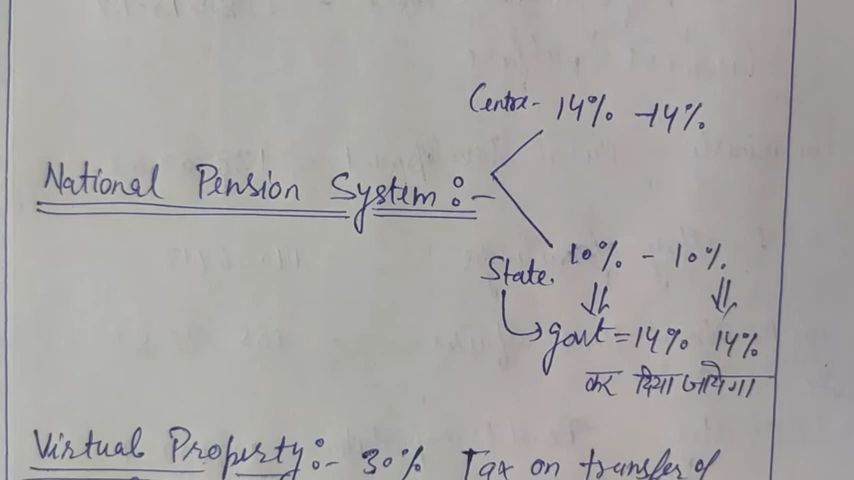 Centre - 14% - 14%
National Pension System :-
State. 10% - 10%
govt = 14% 14%
कर दिया जायेगा
Virtual Property :- 30% Tax on transfer of